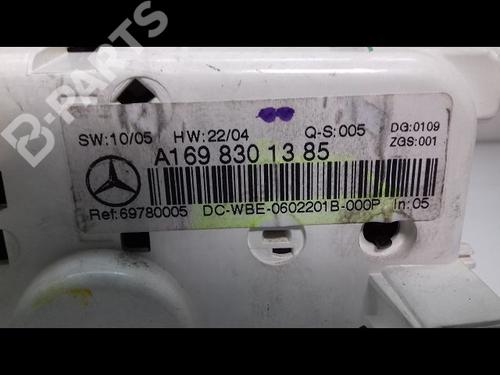 B-PARTS
SW:10/05 HW:22/04 Q-S:005 DG:0109
ZGS:001
A169 830 13 85
Ref:69780005 DC-WBE-0602201B-000P In:05